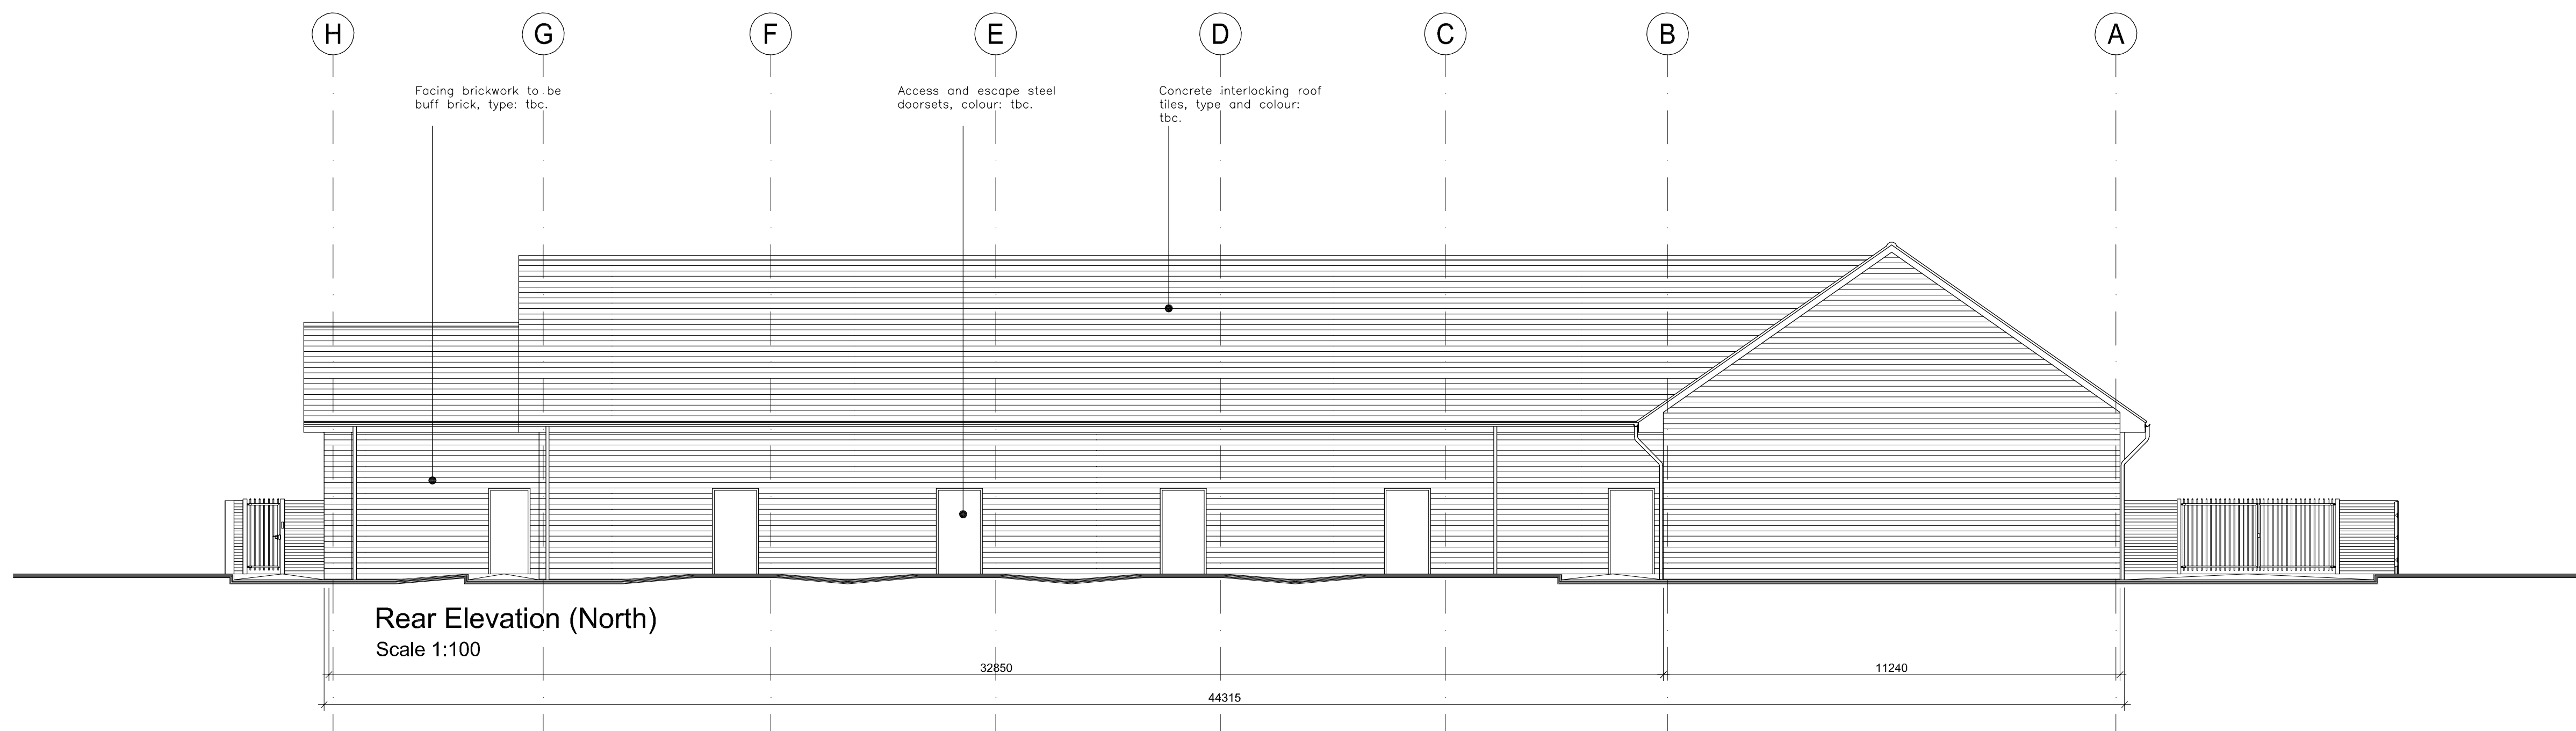 H G F E D C B A
Facing brickwork to be
buff brick, type: tbc.
Access and escape steel
doorsets, colour: tbc.
Concrete interlocking roof
tiles, type and colour:
tbc.
Rear Elevation (North)
Scale 1:100
32850
11240
44315